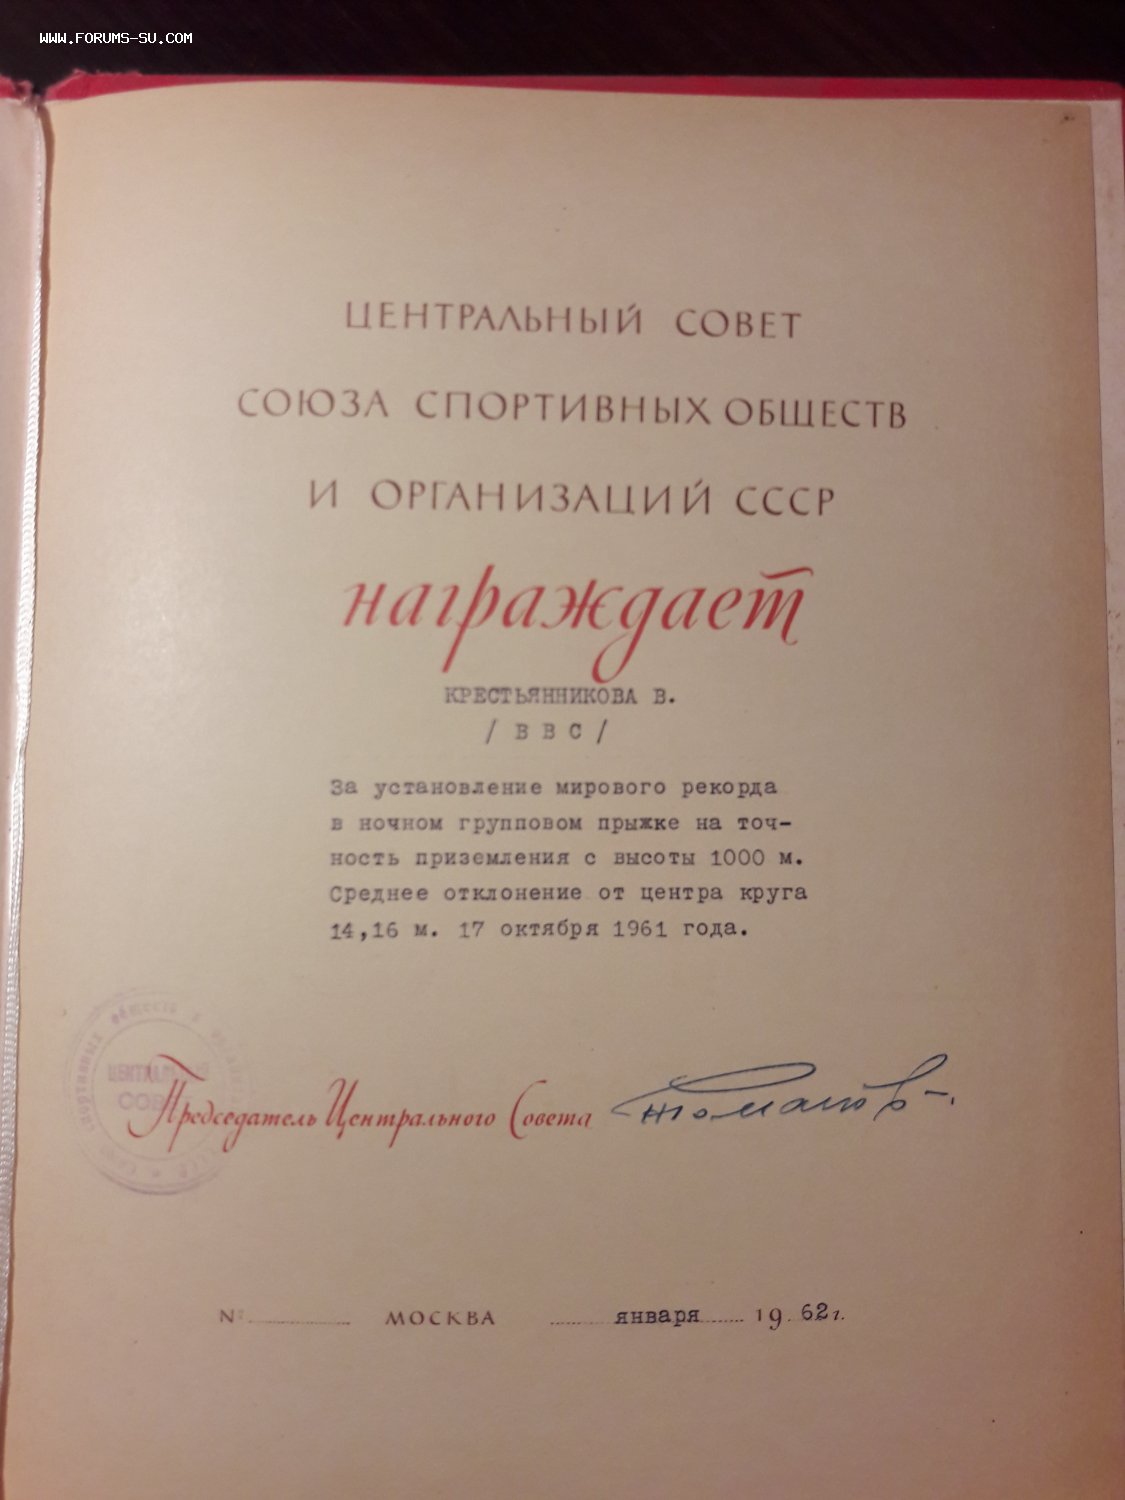 WWW.FORUMS-SU.COM
ЦЕНТРАЛЬНЫЙ СОВЕТ
СОЮЗА СПОРТИВНЫХ ОБЩЕСТВ
И ОРГАНИЗАЦИЙ СССР
награждает
КРЕСТЬЯННИКОВА В.
/ В В С /
За установление мирового рекорда
в ночном групповом прыжке на точ-
ность приземления с высоты 1000 м.
Среднее отклонение от центра круга
14,16 м. 17 октября 1961 года.
Председатель Центрального Совета
№ МОСКВА января 19 62 г.